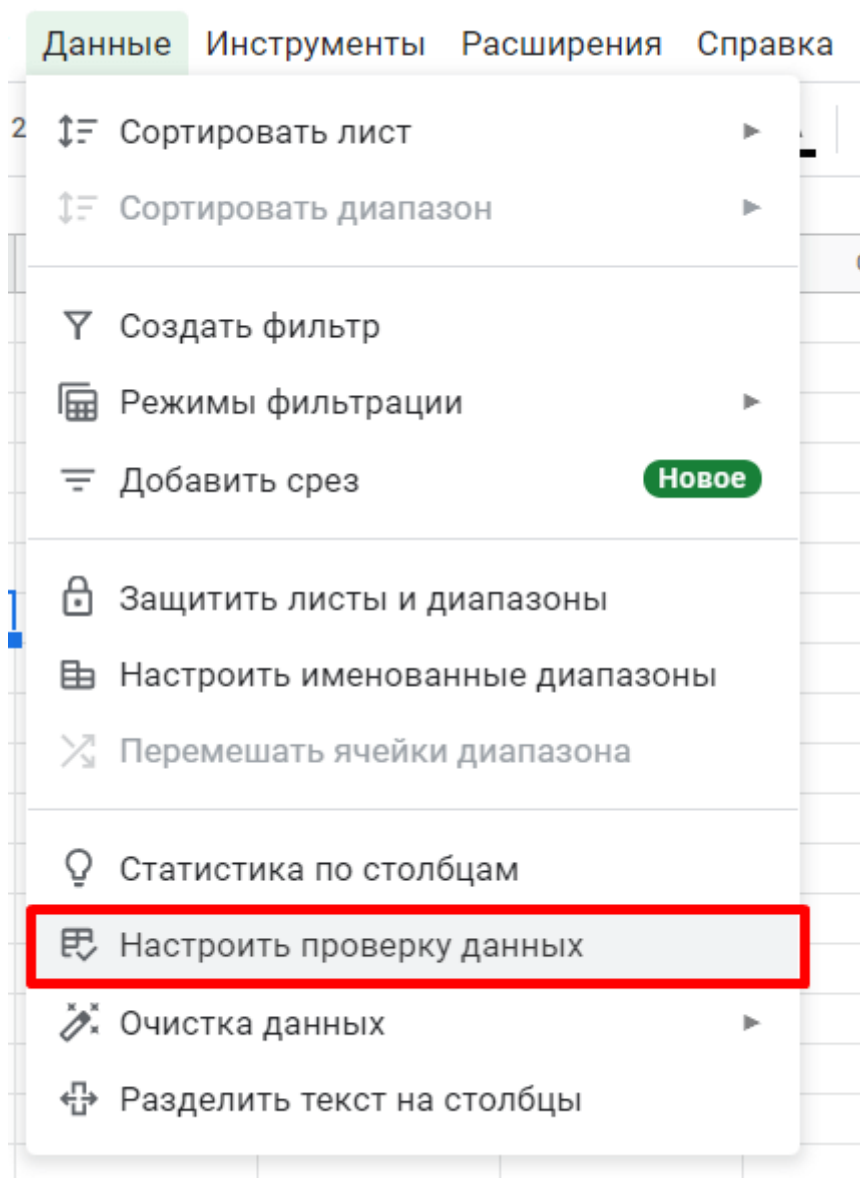 Данные Инструменты Расширения Справка
2
Сортировать лист
Сортировать диапазон
Создать фильтр
Режимы фильтрации
Добавить срез Новое
Защитить листы и диапазоны
Настроить именованные диапазоны
Перемешать ячейки диапазона
Статистика по столбцам
Настроить проверку данных
Очистка данных
Разделить текст на столбцы